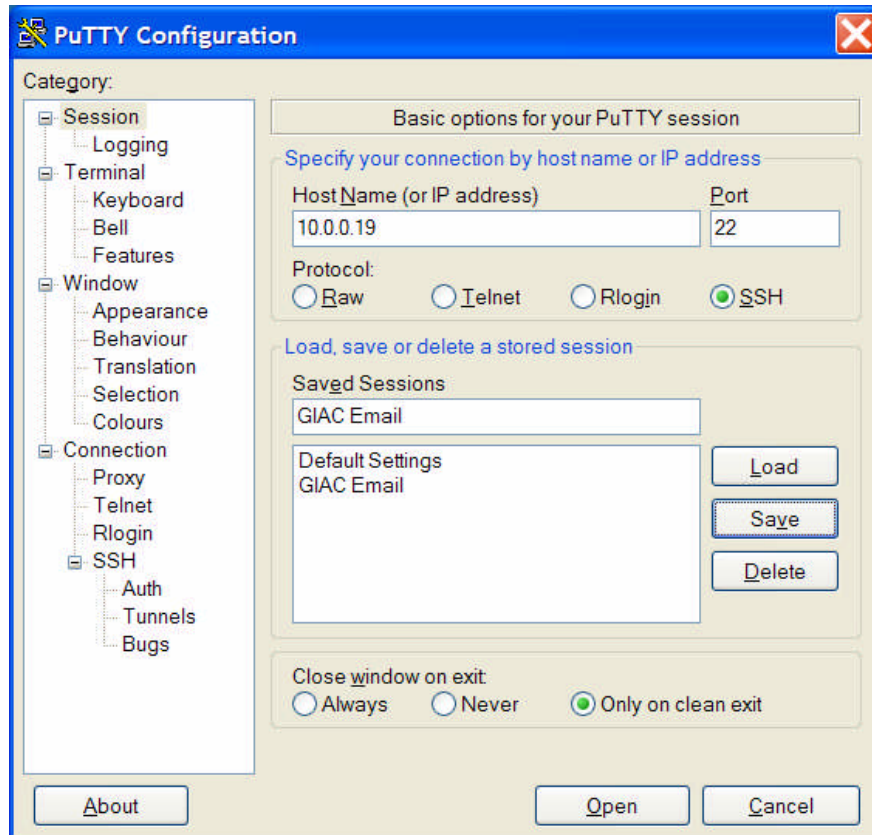 PuTTY Configuration
Category:
Session
Logging
Terminal
Keyboard
Bell
Features
Window
Appearance
Behaviour
Translation
Selection
Colours
Connection
Proxy
Telnet
Rlogin
SSH
Auth
Tunnels
Bugs
Basic options for your PuTTY session
Specify your connection by host name or IP address
Host Name (or IP address) Port
10.0.0.19 22
Protocol:
Raw Telnet Rlogin SSH
Load, save or delete a stored session
Saved Sessions
GIAC Email
Default Settings
GIAC Email
Load
Save
Delete
Close window on exit:
Always Never Only on clean exit
About Open Cancel